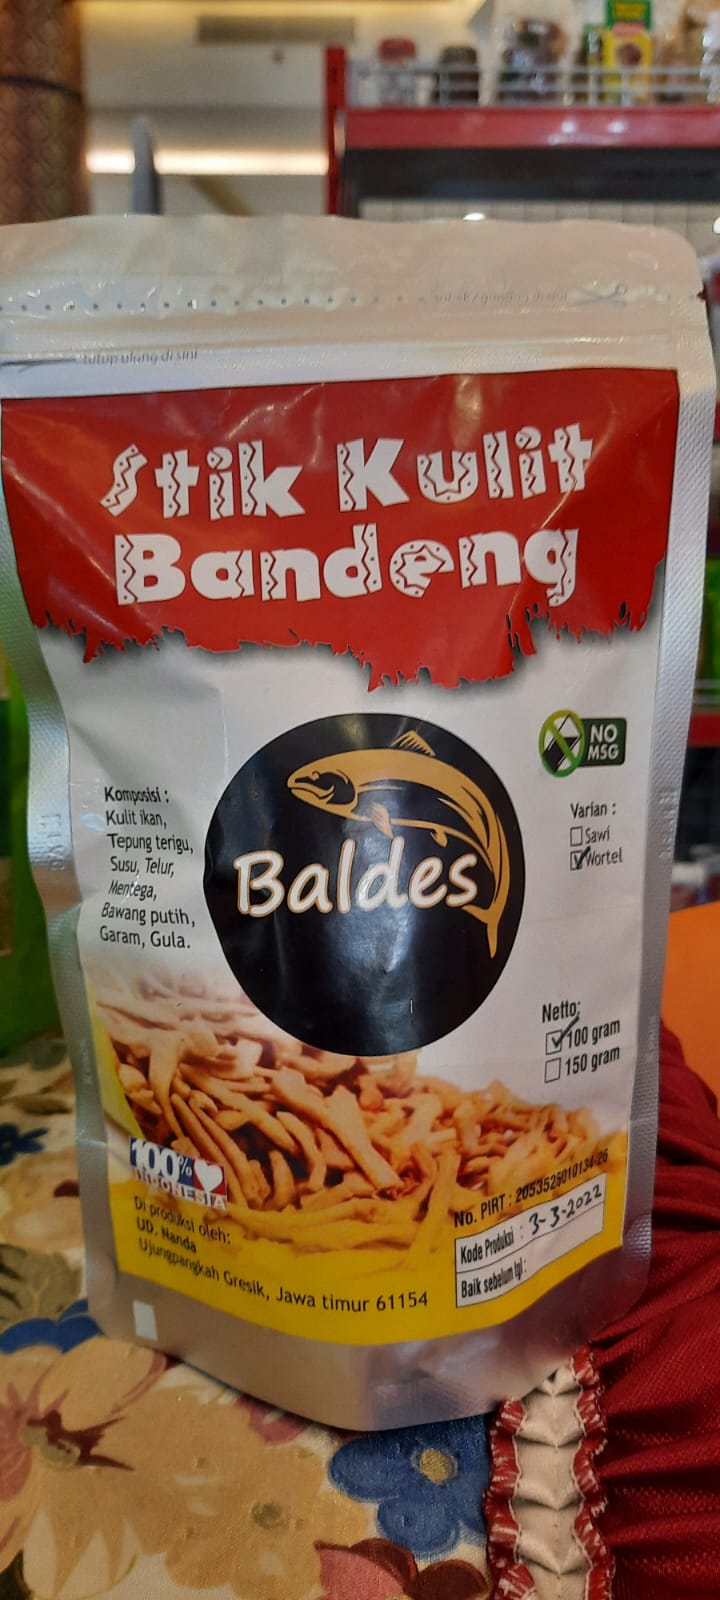 tutup ulang di sini
Stik Kulit
Bandeng
NO
MSG
Komposisi :
Kulit ikan,
Tepung terigu,
Susu, Telur,
Mentega,
Bawang putih,
Garam, Gula.
Baldes
Varian :
Sawi
Wortel
Netto:
100 gram
150 gram
100%
INDONESIA
Di produksi oleh:
UD. Nanda
Ujungpangkah Gresik, Jawa timur 61154
No. PIRT : 2053525010134-26
Kode Produksi : 3-3-2022
Baik sebelum tgl :